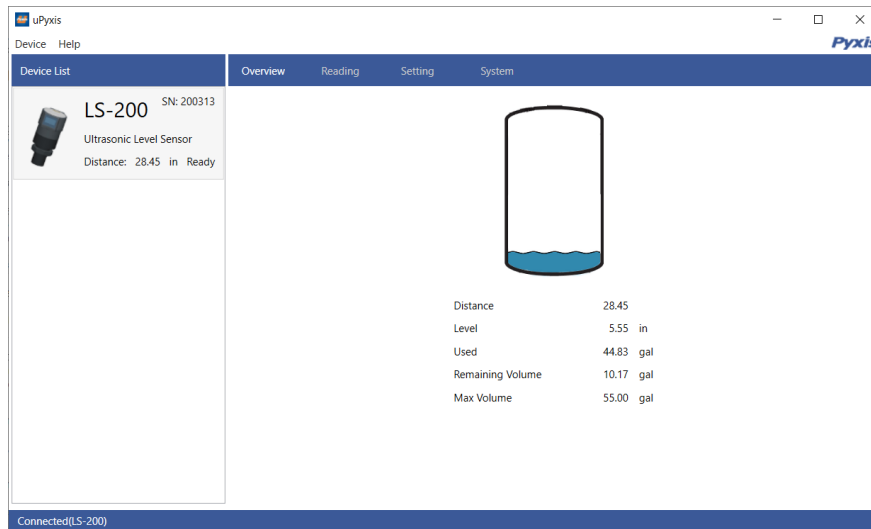 uPyxis
Device Help
Pyxis
Device List
Overview Reading Setting System
LS-200 SN: 200313
Ultrasonic Level Sensor
Distance: 28.45 in Ready
Distance 28.45
Level 5.55 in
Used 44.83 gal
Remaining Volume 10.17 gal
Max Volume 55.00 gal
Connected(LS-200)